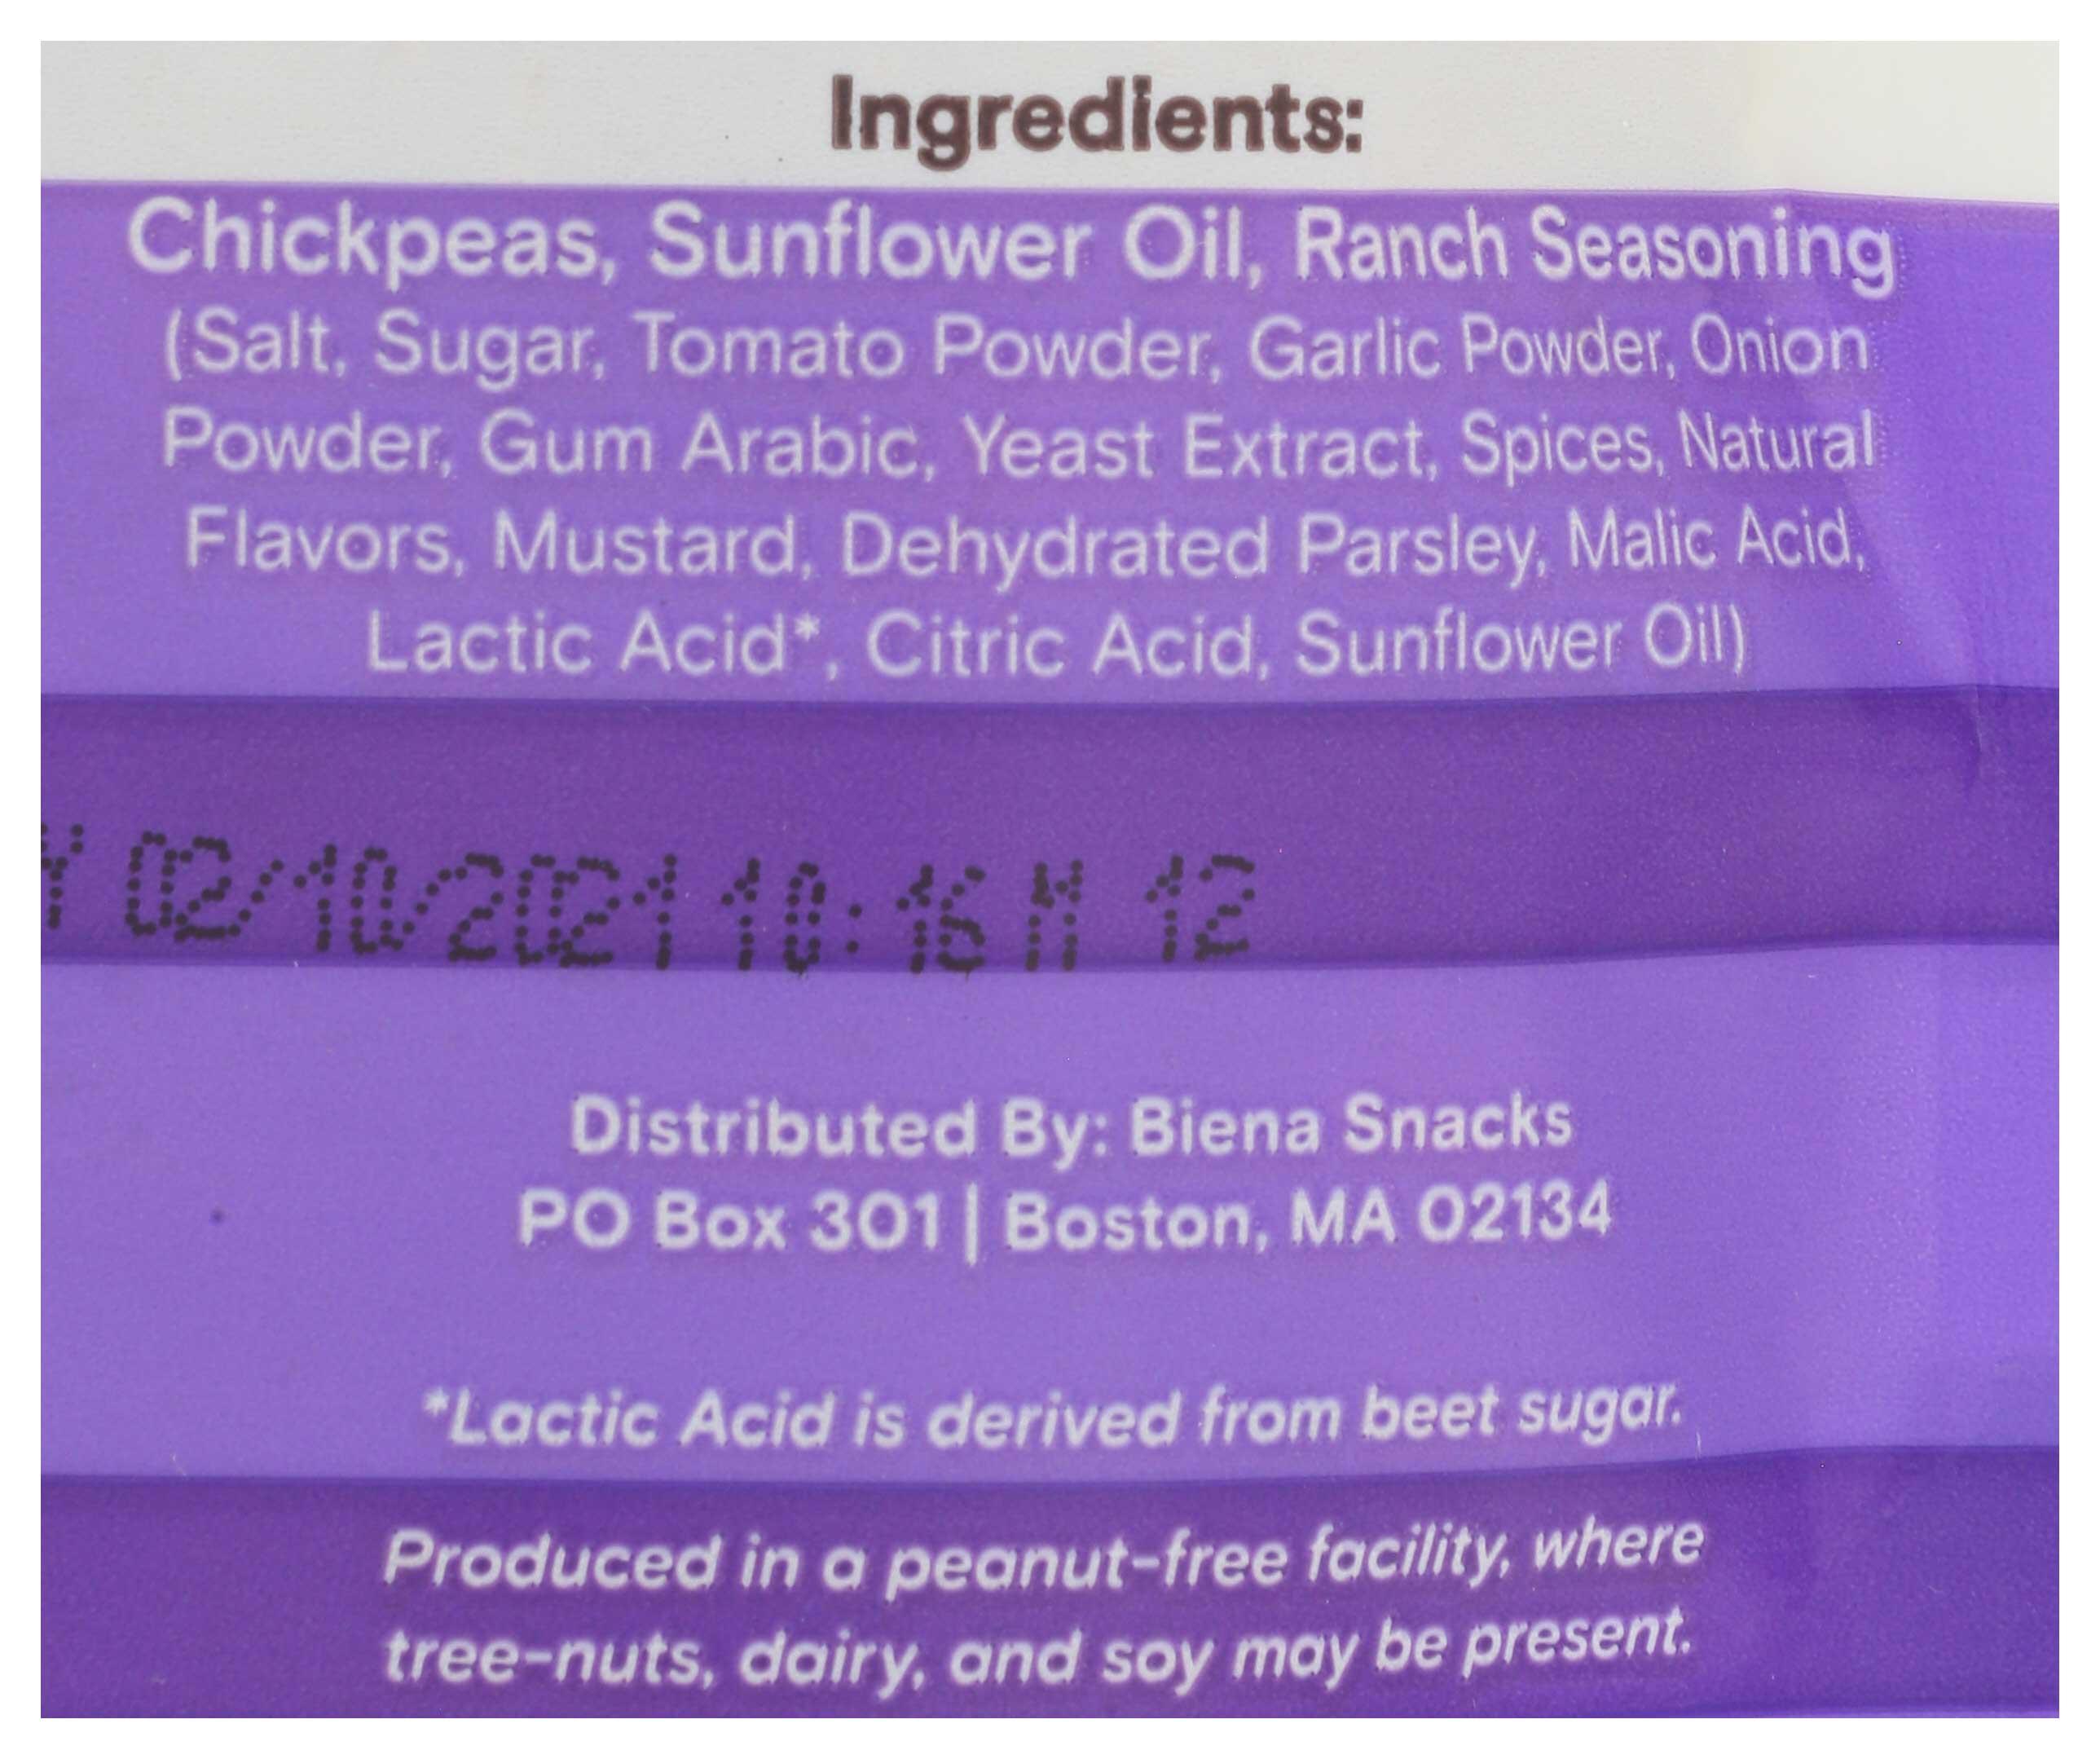 Ingredients:
Chickpeas, Sunflower Oil, Ranch Seasoning
(Salt, Sugar, Tomato Powder, Garlic Powder, Onion
Powder, Gum Arabic, Yeast Extract, Spices, Natural
Flavors, Mustard, Dehydrated Parsley, Malic Acid,
Lactic Acid*, Citric Acid, Sunflower Oil)
02/10/2021 10:16 M 12
Distributed By: Biena Snacks
PO Box 301 | Boston, MA 02134
*Lactic Acid is derived from beet sugar.
Produced in a peanut-free facility, where
tree-nuts, dairy, and soy may be present.